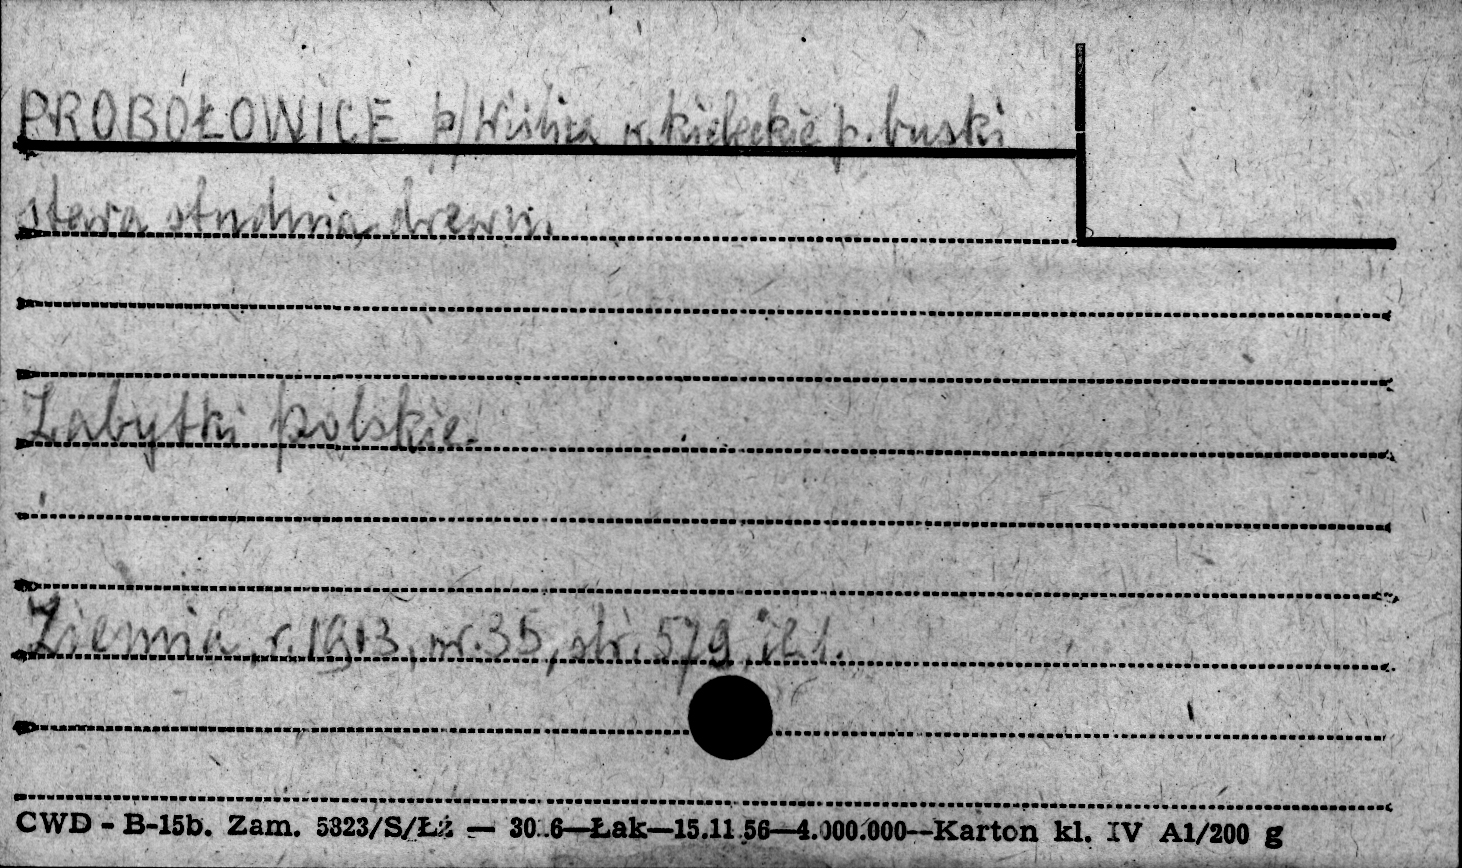 PROBOŁOWICE p/Wiślica w. kieleckie p. buski
stara studnia drewn.
Zabytki polskie.
Ziemia, r. 1913, nr. 35, str. 579, il. 1.
CWD - B-15b. Zam. 5823/S/Łż — 30.6—Łak—15.11.56—4.000.000—Karton kl. IV A1/200 g